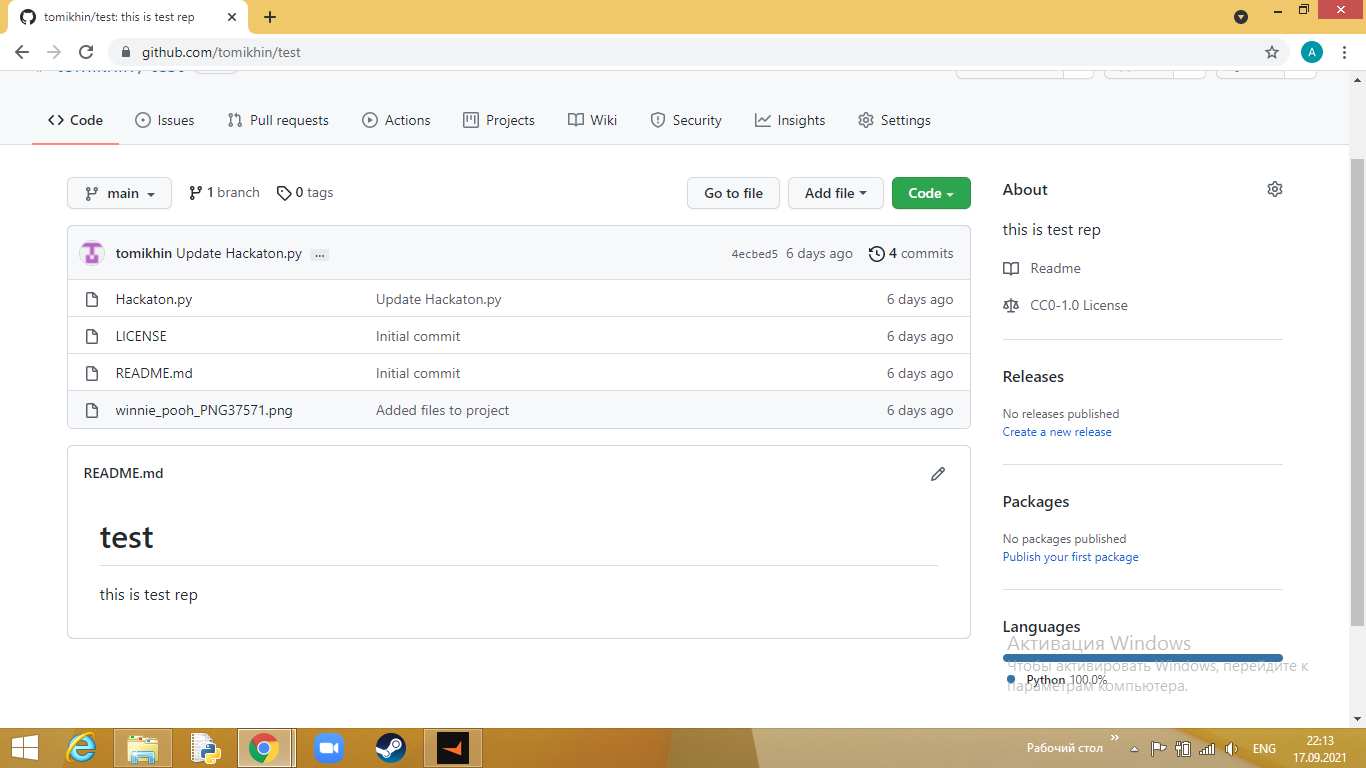 tomikhin/test: this is test rep
github.com/tomikhin/test
A
Code Issues Pull requests Actions Projects Wiki Security Insights Settings
main 1 branch 0 tags Go to file Add file Code
tomikhin Update Hackaton.py ... 4ecbed5 6 days ago 4 commits
Hackaton.py Update Hackaton.py 6 days ago
LICENSE Initial commit 6 days ago
README.md Initial commit 6 days ago
winnie_pooh_PNG37571.png Added files to project 6 days ago
README.md
test
this is test rep
About
this is test rep
Readme
CC0-1.0 License
Releases
No releases published
Create a new release
Packages
No packages published
Publish your first package
Languages
Активация Windows
Чтобы активировать Windows, перейдите к
параметрам компьютера.
Python 100.0%
Рабочий стол » ENG
22:13
17.09.2021